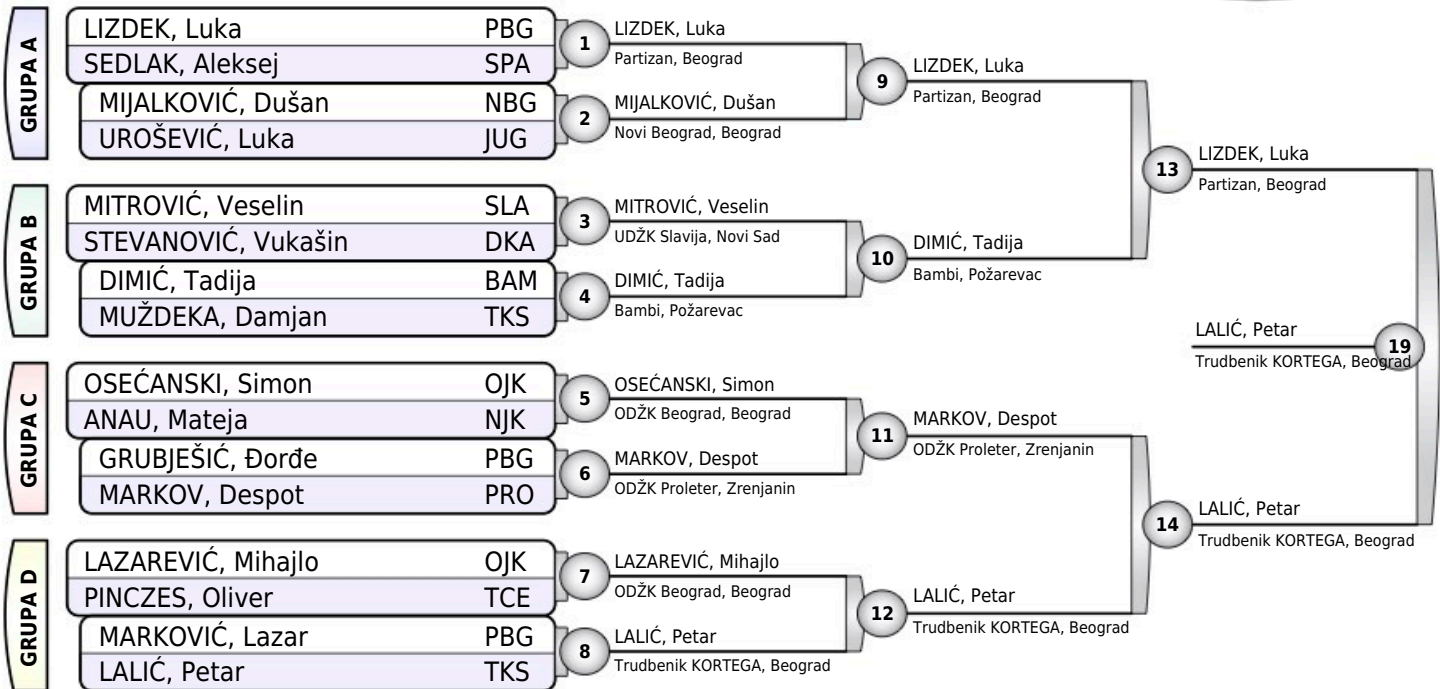 GRUPA A
LIZDEK, Luka PBG
SEDLAK, Aleksej SPA
MIJALKOVIĆ, Dušan NBG
UROŠEVIĆ, Luka JUG
GRUPA B
MITROVIĆ, Veselin SLA
STEVANOVIĆ, Vukašin DKA
DIMIĆ, Tadija BAM
MUŽDEKA, Damjan TKS
GRUPA C
OSEĆANSKI, Simon OJK
ANAU, Mateja NJK
GRUBJEŠIĆ, Đorđe PBG
MARKOV, Despot PRO
GRUPA D
LAZAREVIĆ, Mihajlo OJK
PINCZES, Oliver TCE
MARKOVIĆ, Lazar PBG
LALIĆ, Petar TKS
1
LIZDEK, Luka
Partizan, Beograd
2
MIJALKOVIĆ, Dušan
Novi Beograd, Beograd
3
MITROVIĆ, Veselin
UDŽK Slavija, Novi Sad
4
DIMIĆ, Tadija
Bambi, Požarevac
5
OSEĆANSKI, Simon
ODŽK Beograd, Beograd
6
MARKOV, Despot
ODŽK Proleter, Zrenjanin
7
LAZAREVIĆ, Mihajlo
ODŽK Beograd, Beograd
8
LALIĆ, Petar
Trudbenik KORTEGA, Beograd
9
LIZDEK, Luka
Partizan, Beograd
10
DIMIĆ, Tadija
Bambi, Požarevac
11
MARKOV, Despot
ODŽK Proleter, Zrenjanin
12
LALIĆ, Petar
Trudbenik KORTEGA, Beograd
13
LIZDEK, Luka
Partizan, Beograd
14
LALIĆ, Petar
Trudbenik KORTEGA, Beograd
LALIĆ, Petar
19
Trudbenik KORTEGA, Beograd